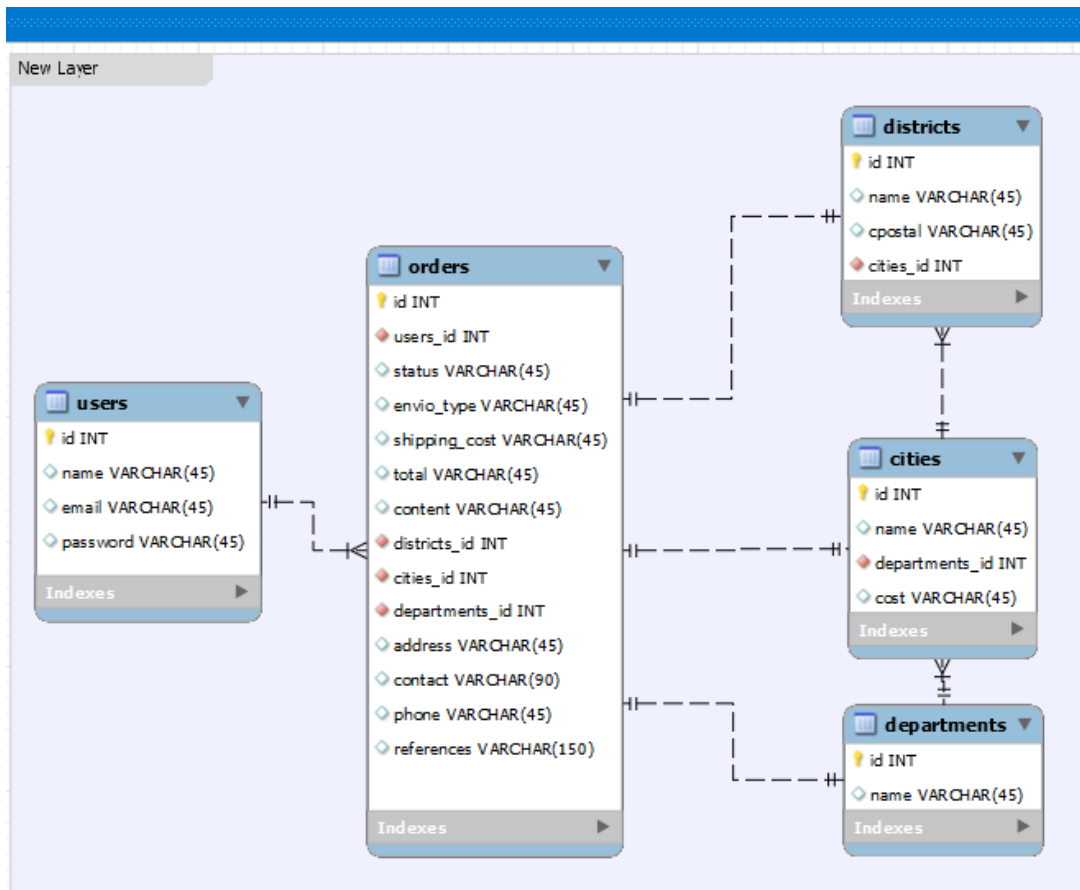 New Layer
users
id INT
name VARCHAR(45)
email VARCHAR(45)
password VARCHAR(45)
Indexes
orders
id INT
users_id INT
status VARCHAR(45)
envio_type VARCHAR(45)
shipping_cost VARCHAR(45)
total VARCHAR(45)
content VARCHAR(45)
districts_id INT
cities_id INT
departments_id INT
address VARCHAR(45)
contact VARCHAR(90)
phone VARCHAR(45)
references VARCHAR(150)
Indexes
districts
id INT
name VARCHAR(45)
cpostal VARCHAR(45)
cities_id INT
Indexes
cities
id INT
name VARCHAR(45)
departments_id INT
cost VARCHAR(45)
Indexes
departments
id INT
name VARCHAR(45)
Indexes